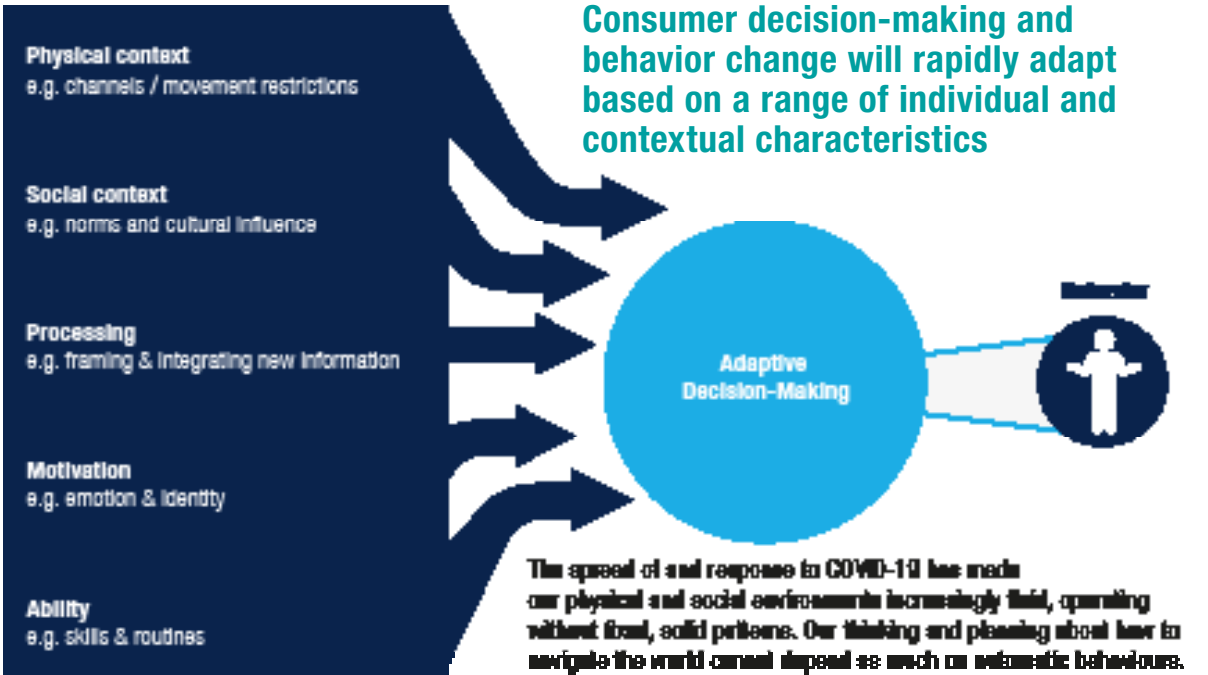 Consumer decision-making and
behavior change will rapidly adapt
based on a range of individual and
contextual characteristics
Physical context
e.g. channels / movement restrictions
Social context
e.g. norms and cultural influence
Processing
e.g. framing & integrating new information
Motivation
e.g. emotion & identity
Ability
e.g. skills & routines
Adaptive
Decision-Making
The spread of and response to COVID-19 has made
our physical and social environments increasingly fluid, operating
without fixed, solid patterns. Our thinking and planning about how to
navigate the world cannot depend as much on automatic behaviours.